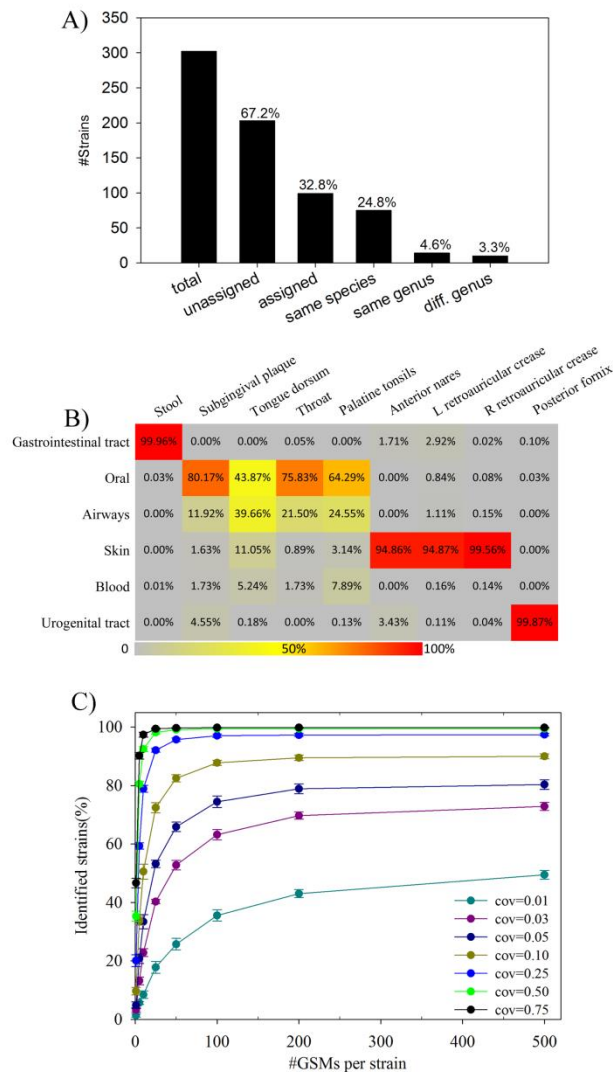 A)
#Strains
350
300
250
200
150
100
50
0
67.2%
32.8%
24.8%
4.6%
3.3%
total
unassigned
assigned
same species
same genus
diff. genus
B)
Stool
Subgingival plaque
Tongue dorsum
Throat
Palatine tonsils
Anterior nares
L retroauricular crease
R retroauricular crease
Posterior fornix
Gastrointestinal tract 99.96% 0.00% 0.00% 0.05% 0.00% 1.71% 2.92% 0.02% 0.10%
Oral 0.03% 80.17% 43.87% 75.83% 64.29% 0.00% 0.84% 0.08% 0.03%
Airways 0.00% 11.92% 39.66% 21.50% 24.55% 0.00% 1.11% 0.15% 0.00%
Skin 0.00% 1.63% 11.05% 0.89% 3.14% 94.86% 94.87% 99.56% 0.00%
Blood 0.01% 1.73% 5.24% 1.73% 7.89% 0.00% 0.16% 0.14% 0.00%
Urogenital tract 0.00% 4.55% 0.18% 0.00% 0.13% 3.43% 0.11% 0.04% 99.87%
0 50% 100%
C)
Identified strains(%)
100
80
60
40
20
0
cov=0.01
cov=0.03
cov=0.05
cov=0.10
cov=0.25
cov=0.50
cov=0.75
0 100 200 300 400 500
#GSMs per strain